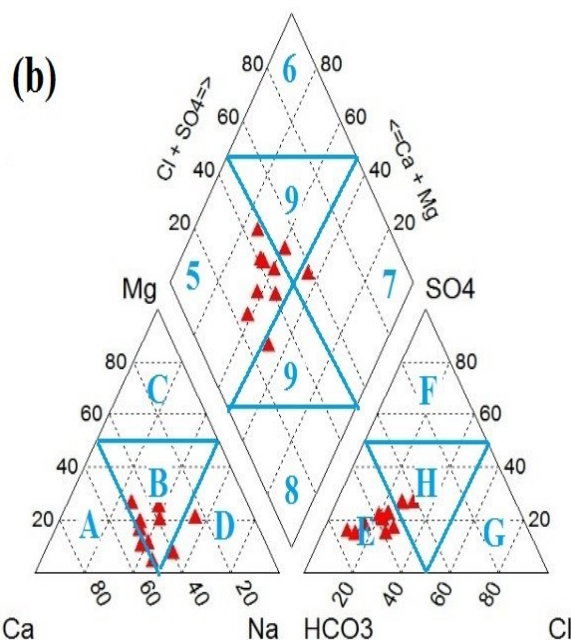 (b)
6
80 80
60 60
Cl + SO4=>
<=Ca + Mg
40 40
9
20 20
5 7
Mg SO4
9
80 80
C F
60 60
8
40 40
B H
20 20
A D E G
80 60 40 20 20 40 60 80
Ca Na HCO3 Cl